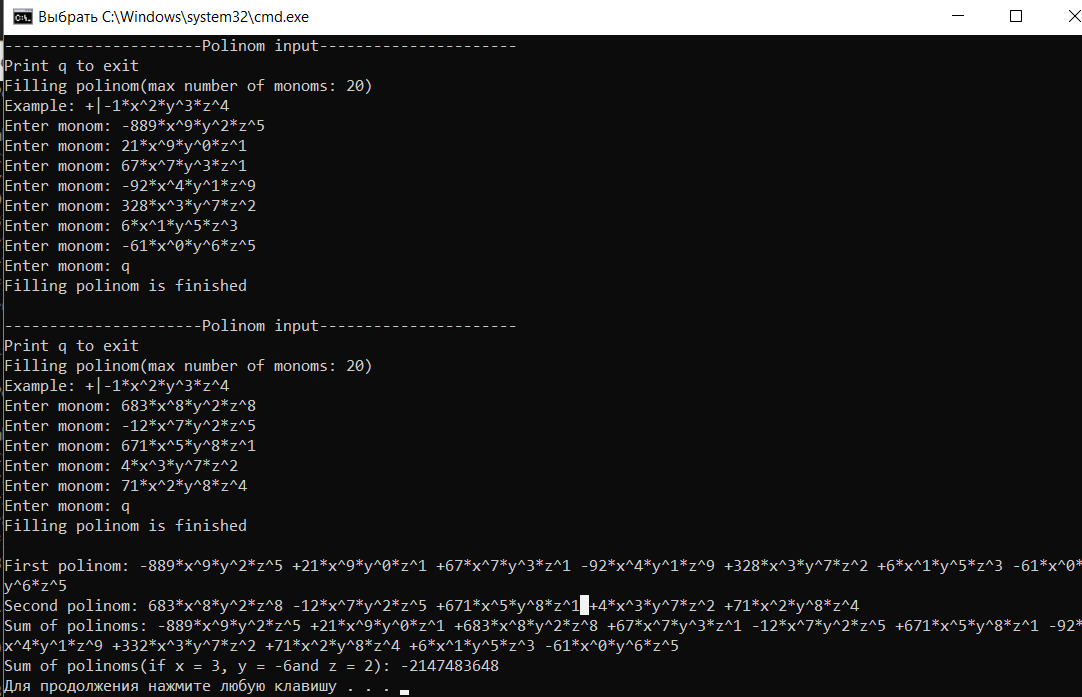 Выбрать C:\Windows\system32\cmd.exe
----------------------Polinom input----------------------
Print q to exit
Filling polinom(max number of monoms: 20)
Example: +|-1*x^2*y^3*z^4
Enter monom: -889*x^9*y^2*z^5
Enter monom: 21*x^9*y^0*z^1
Enter monom: 67*x^7*y^3*z^1
Enter monom: -92*x^4*y^1*z^9
Enter monom: 328*x^3*y^7*z^2
Enter monom: 6*x^1*y^5*z^3
Enter monom: -61*x^0*y^6*z^5
Enter monom: q
Filling polinom is finished
----------------------Polinom input----------------------
Print q to exit
Filling polinom(max number of monoms: 20)
Example: +|-1*x^2*y^3*z^4
Enter monom: 683*x^8*y^2*z^8
Enter monom: -12*x^7*y^2*z^5
Enter monom: 671*x^5*y^8*z^1
Enter monom: 4*x^3*y^7*z^2
Enter monom: 71*x^2*y^8*z^4
Enter monom: q
Filling polinom is finished
First polinom: -889*x^9*y^2*z^5 +21*x^9*y^0*z^1 +67*x^7*y^3*z^1 -92*x^4*y^1*z^9 +328*x^3*y^7*z^2 +6*x^1*y^5*z^3 -61*x^0*
y^6*z^5
Second polinom: 683*x^8*y^2*z^8 -12*x^7*y^2*z^5 +671*x^5*y^8*z^1 +4*x^3*y^7*z^2 +71*x^2*y^8*z^4
Sum of polinoms: -889*x^9*y^2*z^5 +21*x^9*y^0*z^1 +683*x^8*y^2*z^8 +67*x^7*y^3*z^1 -12*x^7*y^2*z^5 +671*x^5*y^8*z^1 -92*
x^4*y^1*z^9 +332*x^3*y^7*z^2 +71*x^2*y^8*z^4 +6*x^1*y^5*z^3 -61*x^0*y^6*z^5
Sum of polinoms(if x = 3, y = -6and z = 2): -2147483648
Для продолжения нажмите любую клавишу . . .